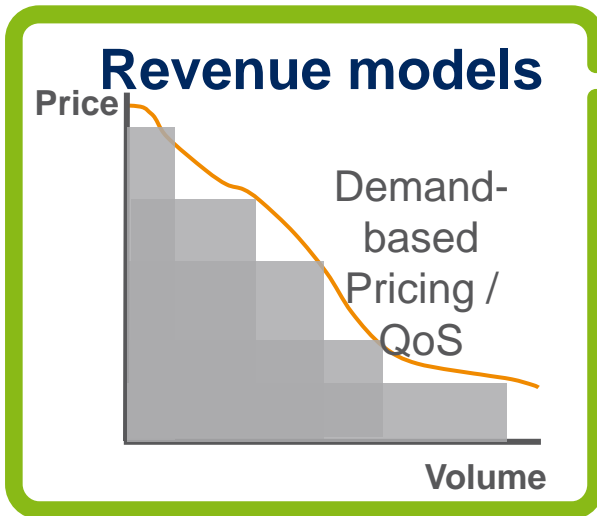 Revenue models
Price
Demand-
based
Pricing /
QoS
Volume